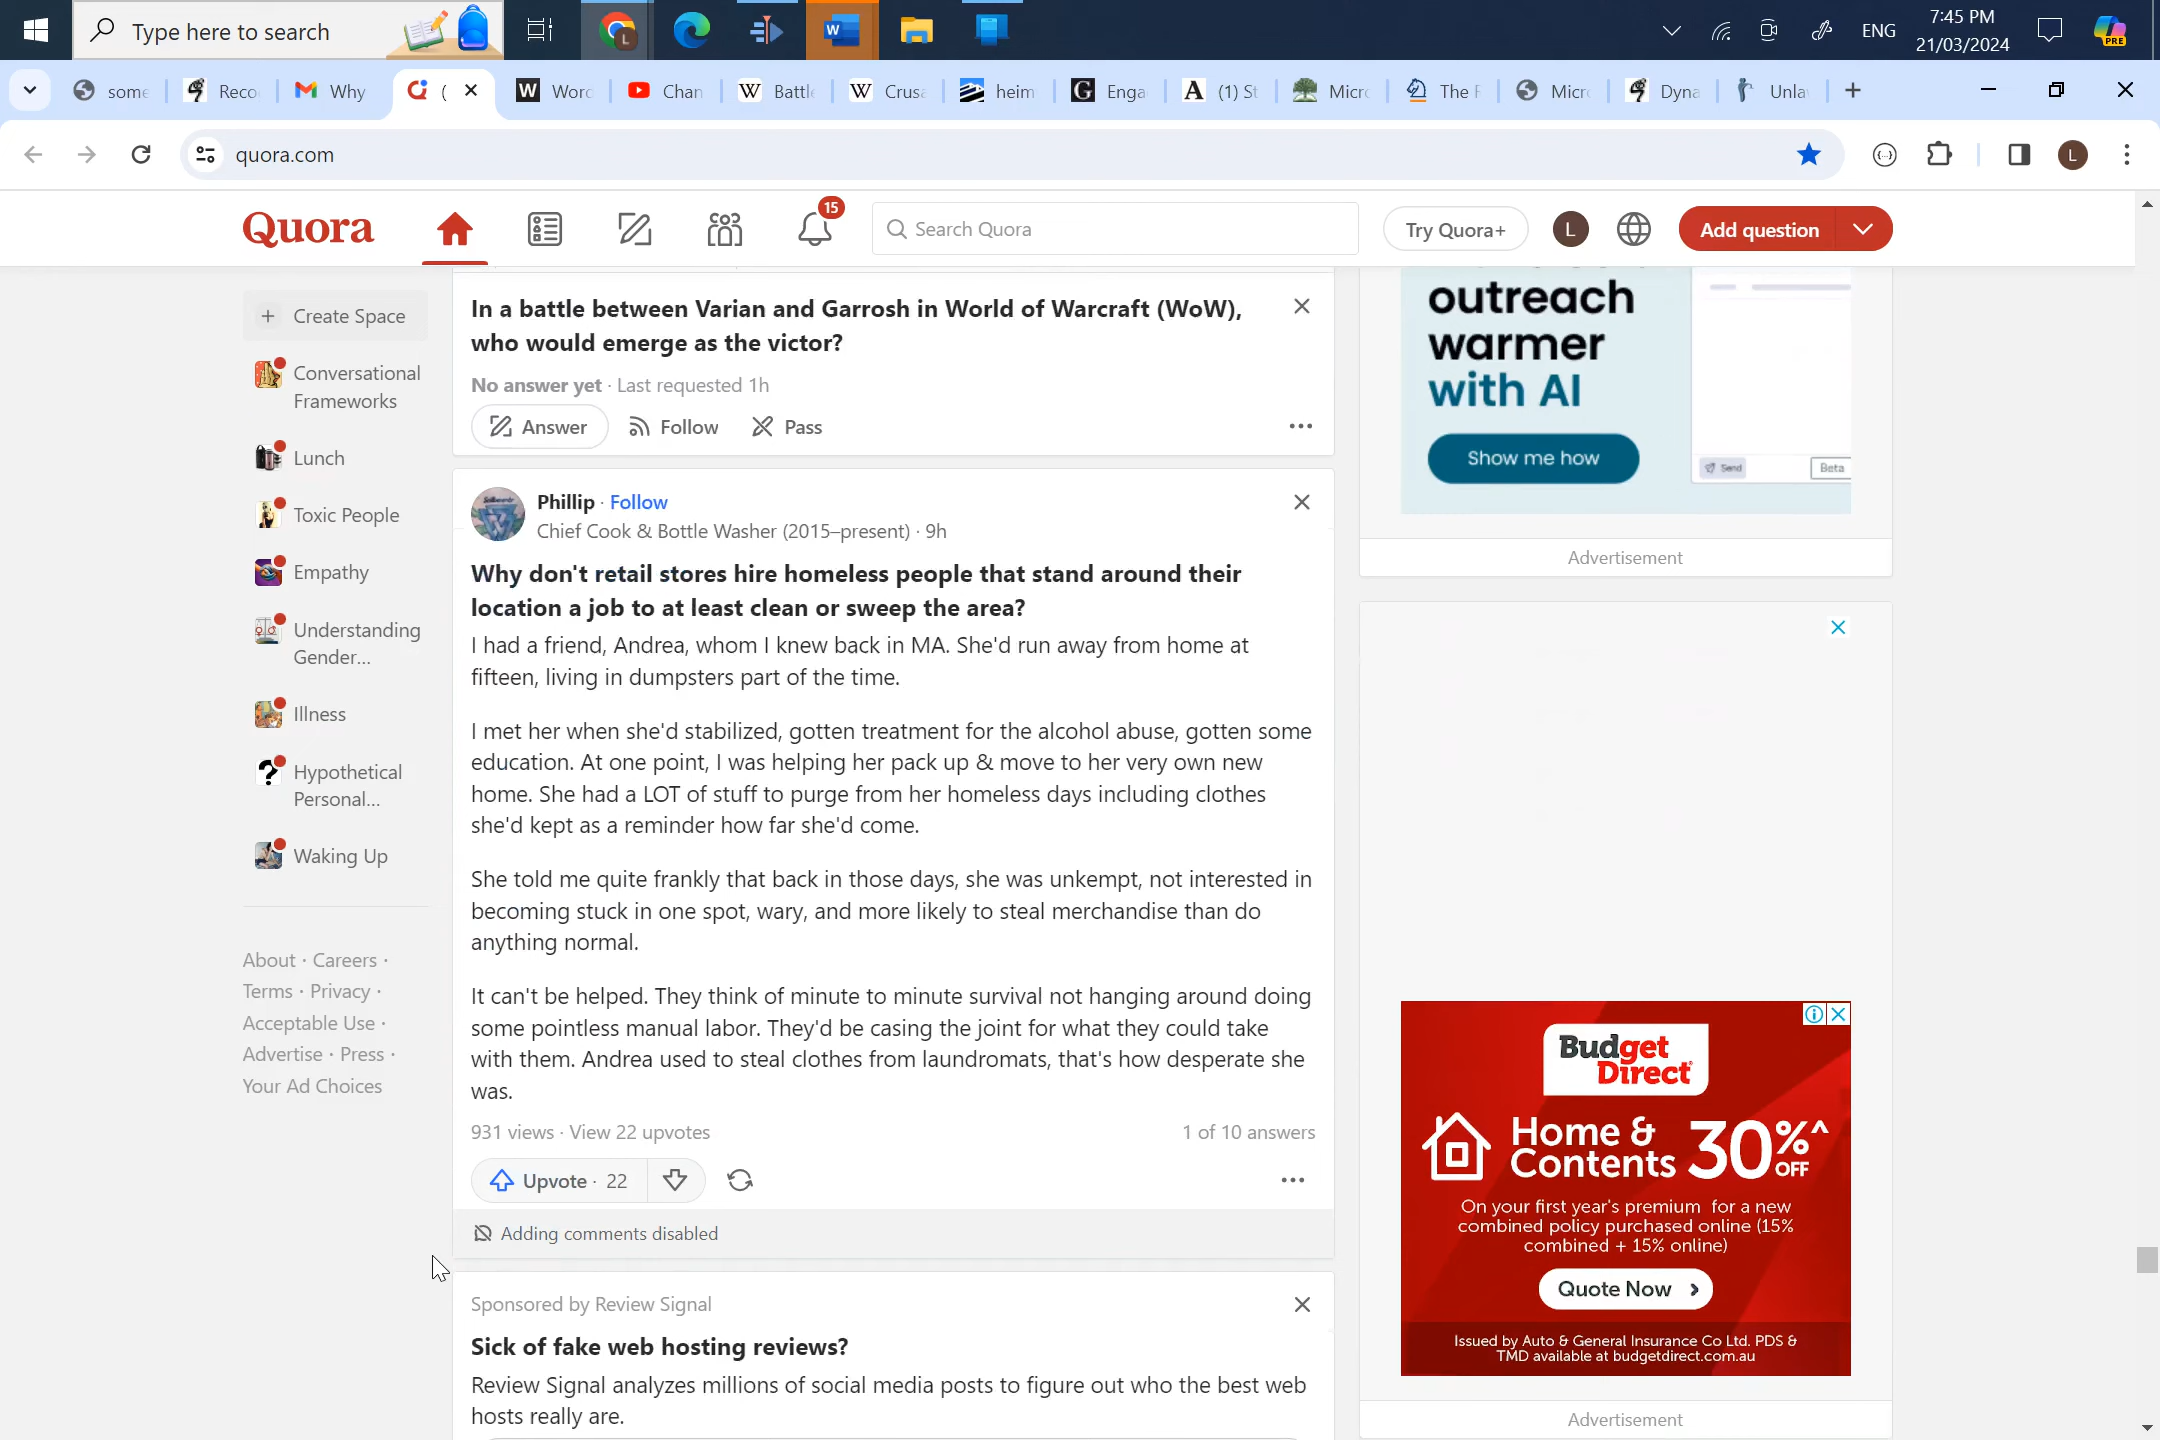 Type here to search
ENG
7:45 PM
21/03/2024
PRE
some
Reco
Why
(
Word
Chan
Battle
Crusa
heim
Enga
(1) St
Micro
The F
Micro
Dyna
Unla
quora.com
L
Quora
15
Search Quora
Try Quora+
L
Add question
Create Space
Conversational
Frameworks
Lunch
Toxic People
Empathy
Understanding
Gender...
Illness
Hypothetical
Personal...
Waking Up
About · Careers ·
Terms · Privacy ·
Acceptable Use ·
Advertise · Press ·
Your Ad Choices
In a battle between Varian and Garrosh in World of Warcraft (WoW),
who would emerge as the victor?
No answer yet · Last requested 1h
Answer
Follow
Pass
Phillip · Follow
Chief Cook & Bottle Washer (2015–present) · 9h
Why don't retail stores hire homeless people that stand around their
location a job to at least clean or sweep the area?
I had a friend, Andrea, whom I knew back in MA. She'd run away from home at
fifteen, living in dumpsters part of the time.
I met her when she'd stabilized, gotten treatment for the alcohol abuse, gotten some
education. At one point, I was helping her pack up & move to her very own new
home. She had a LOT of stuff to purge from her homeless days including clothes
she'd kept as a reminder how far she'd come.
She told me quite frankly that back in those days, she was unkempt, not interested in
becoming stuck in one spot, wary, and more likely to steal merchandise than do
anything normal.
It can't be helped. They think of minute to minute survival not hanging around doing
some pointless manual labor. They'd be casing the joint for what they could take
with them. Andrea used to steal clothes from laundromats, that's how desperate she
was.
931 views · View 22 upvotes
1 of 10 answers
Upvote · 22
Adding comments disabled
Sponsored by Review Signal
Sick of fake web hosting reviews?
Review Signal analyzes millions of social media posts to figure out who the best web
hosts really are.
outreach
warmer
with AI
Show me how
Send
Beta
Advertisement
Budget
Direct
Home &
Contents
30%^
OFF
On your first year's premium for a new
combined policy purchased online (15%
combined + 15% online)
Quote Now
Issued by Auto & General Insurance Co Ltd. PDS &
TMD available at budgetdirect.com.au
Advertisement